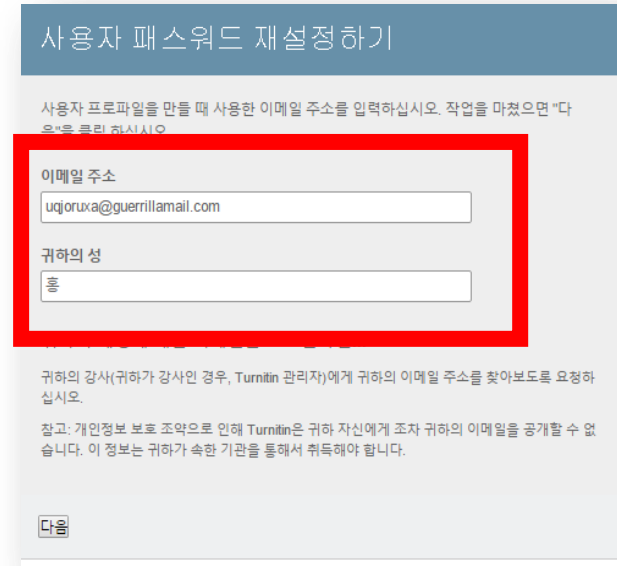 사용자 패스워드 재설정하기
사용자 프로파일을 만들 때 사용한 이메일 주소를 입력하십시오. 작업을 마쳤으면 "다
음"을 클릭 하십시오
이메일 주소
uqjoruxa@guerrillamail.com
귀하의 성
홍
귀하의 강사(귀하가 강사인 경우, Turnitin 관리자)에게 귀하의 이메일 주소를 찾아보도록 요청하
십시오.
참고: 개인정보 보호 조약으로 인해 Turnitin은 귀하 자신에게 조차 귀하의 이메일을 공개할 수 없
습니다. 이 정보는 귀하가 속한 기관을 통해서 취득해야 합니다.
다음